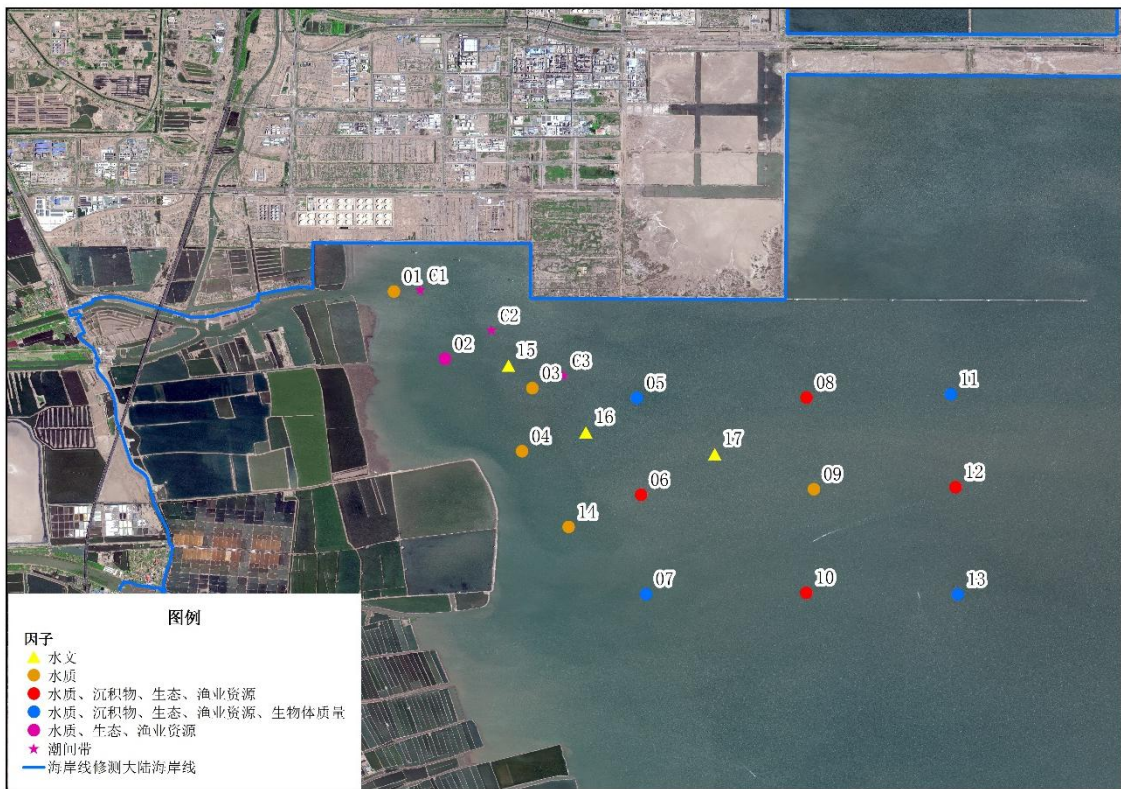 01
C1
C2
02
15
03
C3
05
08
11
16
04
17
06
09
12
14
07
10
13
图例
因子
水文
水质
水质、沉积物、生态、渔业资源
水质、沉积物、生态、渔业资源、生物体质量
水质、生态、渔业资源
潮间带
海岸线修测大陆海岸线